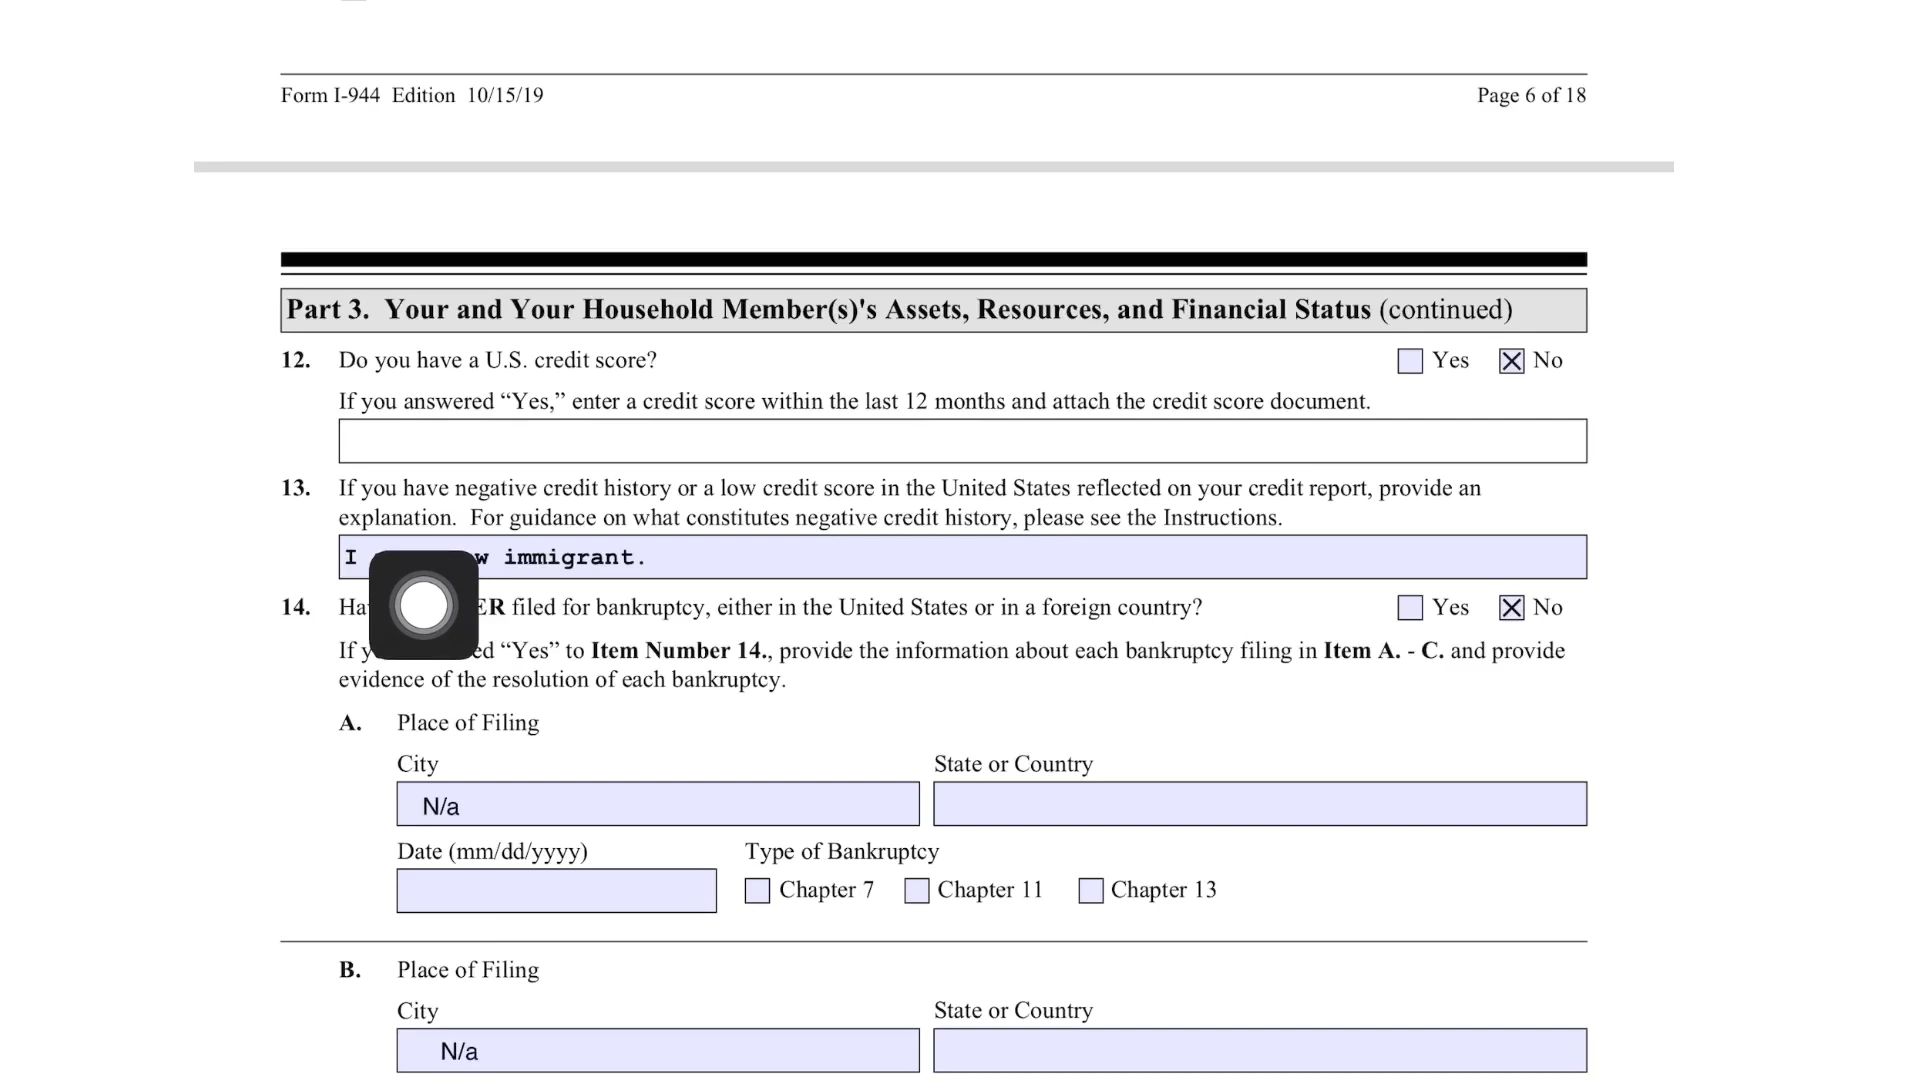 Form I-944 Edition 10/15/19
Page 6 of 18
Part 3. Your and Your Household Member(s)'s Assets, Resources, and Financial Status (continued)
12. Do you have a U.S. credit score? Yes No
If you answered “Yes,” enter a credit score within the last 12 months and attach the credit score document.
13. If you have negative credit history or a low credit score in the United States reflected on your credit report, provide an
explanation. For guidance on what constitutes negative credit history, please see the Instructions.
I immigrant.
14. filed for bankruptcy, either in the United States or in a foreign country? Yes No
If “Yes” to Item Number 14., provide the information about each bankruptcy filing in Item A. - C. and provide
evidence of the resolution of each bankruptcy.
A. Place of Filing
City State or Country
N/a
Date (mm/dd/yyyy) Type of Bankruptcy
Chapter 7 Chapter 11 Chapter 13
B. Place of Filing
City State or Country
N/a